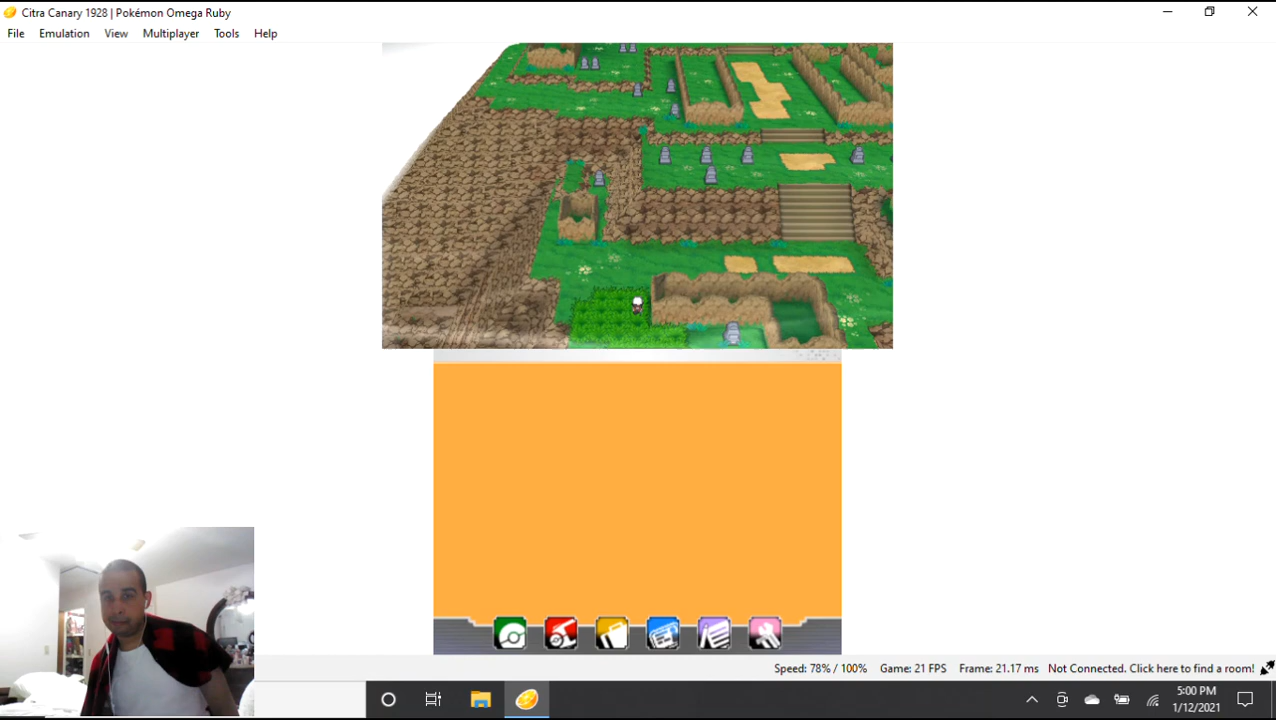 Citra Canary 1928 | Pokémon Omega Ruby
File Emulation View Multiplayer Tools Help
Speed: 78% / 100% Game: 21 FPS Frame: 21.17 ms Not Connected. Click here to find a room!
5:00 PM
1/12/2021